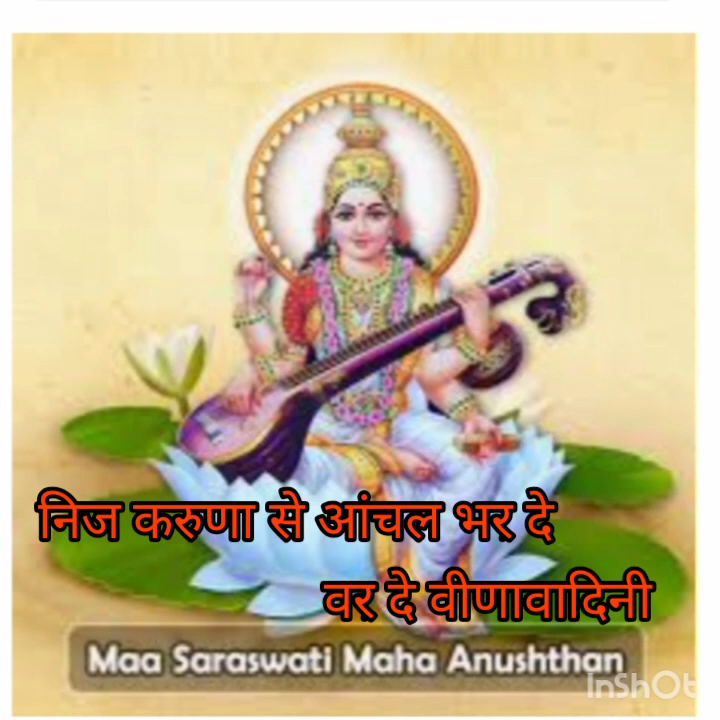 निज करुणा से आंचल भर दे
वर दे वीणावादिनी
Maa Saraswati Maha Anushthan
InShOt